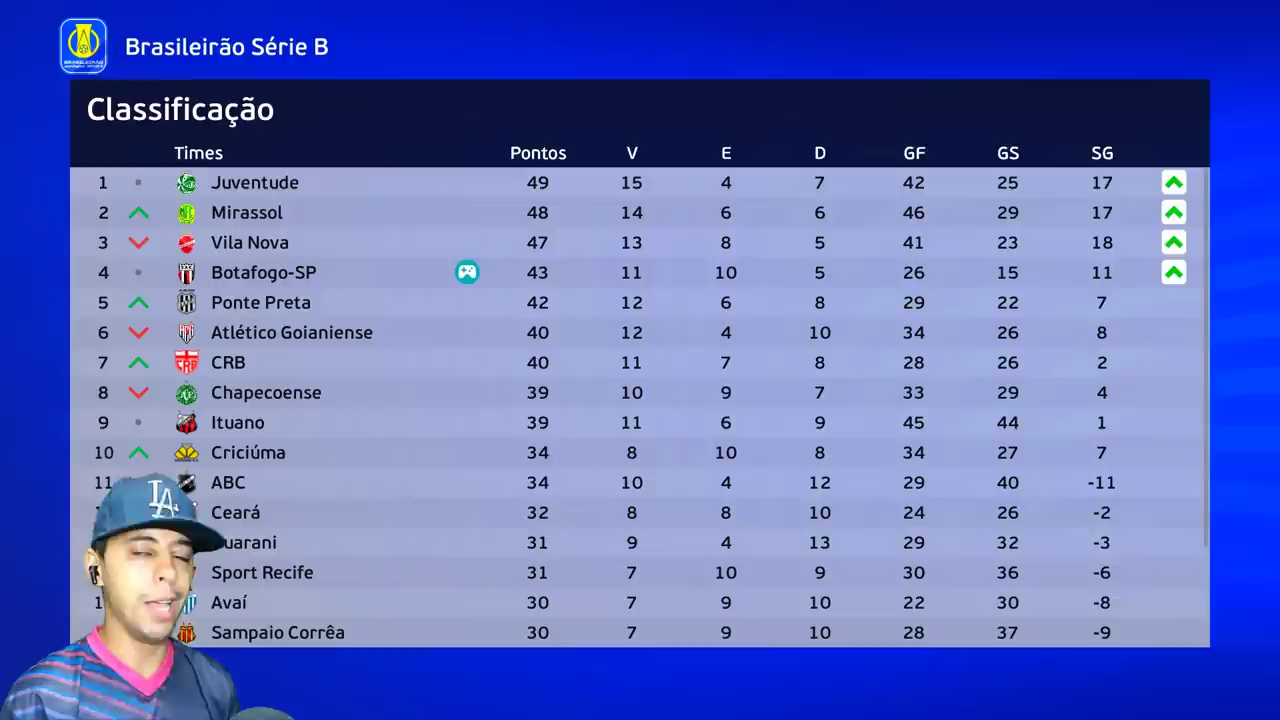 Brasileirão Série B
Classificação
Times Pontos V E D GF GS SG
1 Juventude 49 15 4 7 42 25 17
2 Mirassol 48 14 6 6 46 29 17
3 Vila Nova 47 13 8 5 41 23 18
4 Botafogo-SP 43 11 10 5 26 15 11
5 Ponte Preta 42 12 6 8 29 22 7
6 Atlético Goianiense 40 12 4 10 34 26 8
7 CRB 40 11 7 8 28 26 2
8 Chapecoense 39 10 9 7 33 29 4
9 Ituano 39 11 6 9 45 44 1
10 Criciúma 34 8 10 8 34 27 7
11 ABC 34 10 4 12 29 40 -11
Ceará 32 8 8 10 24 26 -2
uarani 31 9 4 13 29 32 -3
Sport Recife 31 7 10 9 30 36 -6
1 Avaí 30 7 9 10 22 30 -8
Sampaio Corrêa 30 7 9 10 28 37 -9
LA